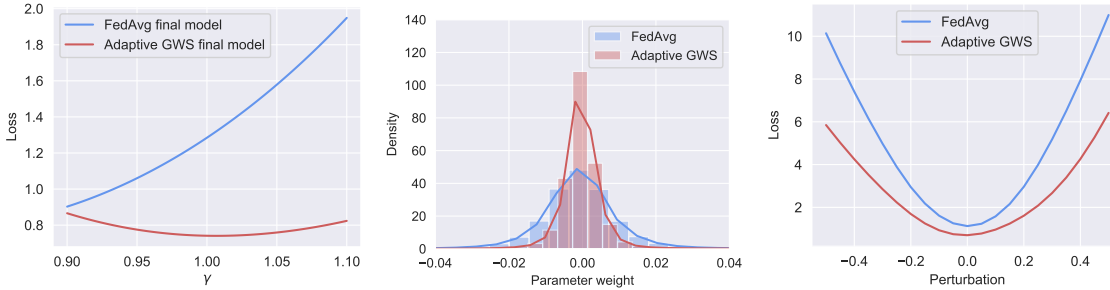 2.0
1.8
1.6
1.4
1.2
1.0
0.8
Loss
FedAvg final model
Adaptive GWS final model
0.90 0.95 1.00 1.05 1.10
γ
140
120
100
80
60
40
20
0
Density
FedAvg
Adaptive GWS
−0.04 −0.02 0.00 0.02 0.04
Parameter weight
10
8
6
4
2
Loss
FedAvg
Adaptive GWS
−0.4 −0.2 0.0 0.2 0.4
Perturbation